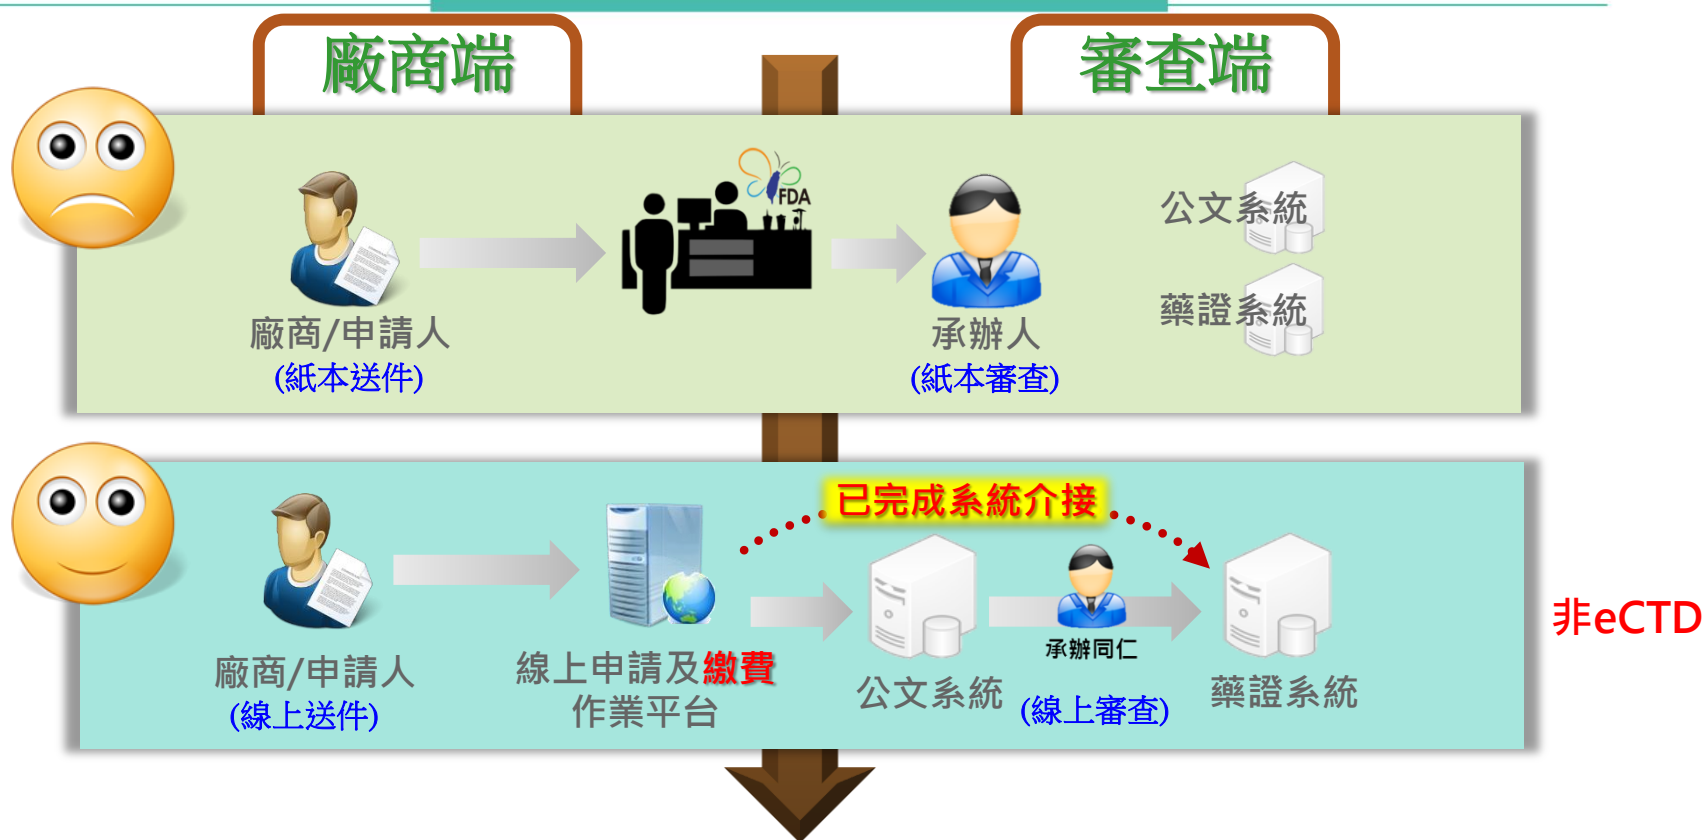 廠商端
審查端
FDA
公文系統
藥證系統
廠商/申請人
(紙本送件)
承辦人
(紙本審查)
已完成系統介接
非eCTD
承辦同仁
廠商/申請人
(線上送件)
線上申請及繳費
作業平台
公文系統
(線上審查)
藥證系統